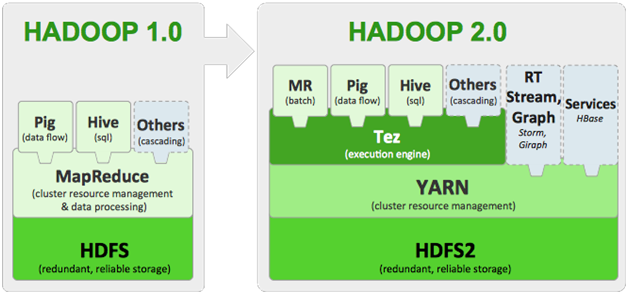 HADOOP 1.0
Pig
(data flow)
Hive
(sql)
Others
(cascading)
MapReduce
(cluster resource management
& data processing)
HDFS
(redundant, reliable storage)
HADOOP 2.0
MR
(batch)
Pig
(data flow)
Hive
(sql)
Others
(cascading)
RT
Stream,
Graph
Storm,
Giraph
Services
HBase
Tez
(execution engine)
YARN
(cluster resource management)
HDFS2
(redundant, reliable storage)